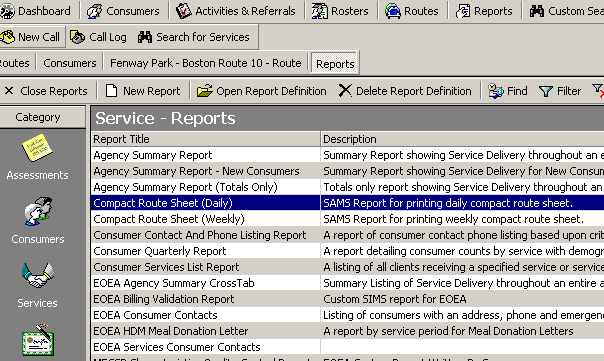 Dashboard Consumers Activities & Referrals Rosters Routes Reports Custom Sea
New Call Call Log Search for Services
outes Consumers Fenway Park - Boston Route 10 - Route Reports
Close Reports New Report Open Report Definition Delete Report Definition Find Filter
Category Service - Reports
Report Title Description
Agency Summary Report Summary Report showing Service Delivery throughout an e
Agency Summary Report - New Consumers Summary Report showing Service Delivery for New Consum
Agency Summary Report (Totals Only) Totals only report showing Service Delivery throughout an
Assessments
Compact Route Sheet (Daily) SAMS Report for printing daily compact route sheet.
Compact Route Sheet (Weekly) SAMS Report for printing weekly compact route sheet.
Consumer Contact And Phone Listing Report A report of consumer contact phone listing based upon crit
Consumers
Consumer Quarterly Report A report detailing consumer counts by service with demogr
Consumer Services List Report A listing of all clients receiving a specified service or service
EOEA Agency Summary CrossTab Summary Listing of Service Delivery throughout an entire a
EOEA Billing Validation Report Custom SIMS report for EOEA
Services
EOEA Consumer Contacts Listing of consumers with an address, phone and emergenc
EOEA HDM Meal Donation Letter A report by service period for Meal Donation Letters
EOEA Services Consumer Contacts